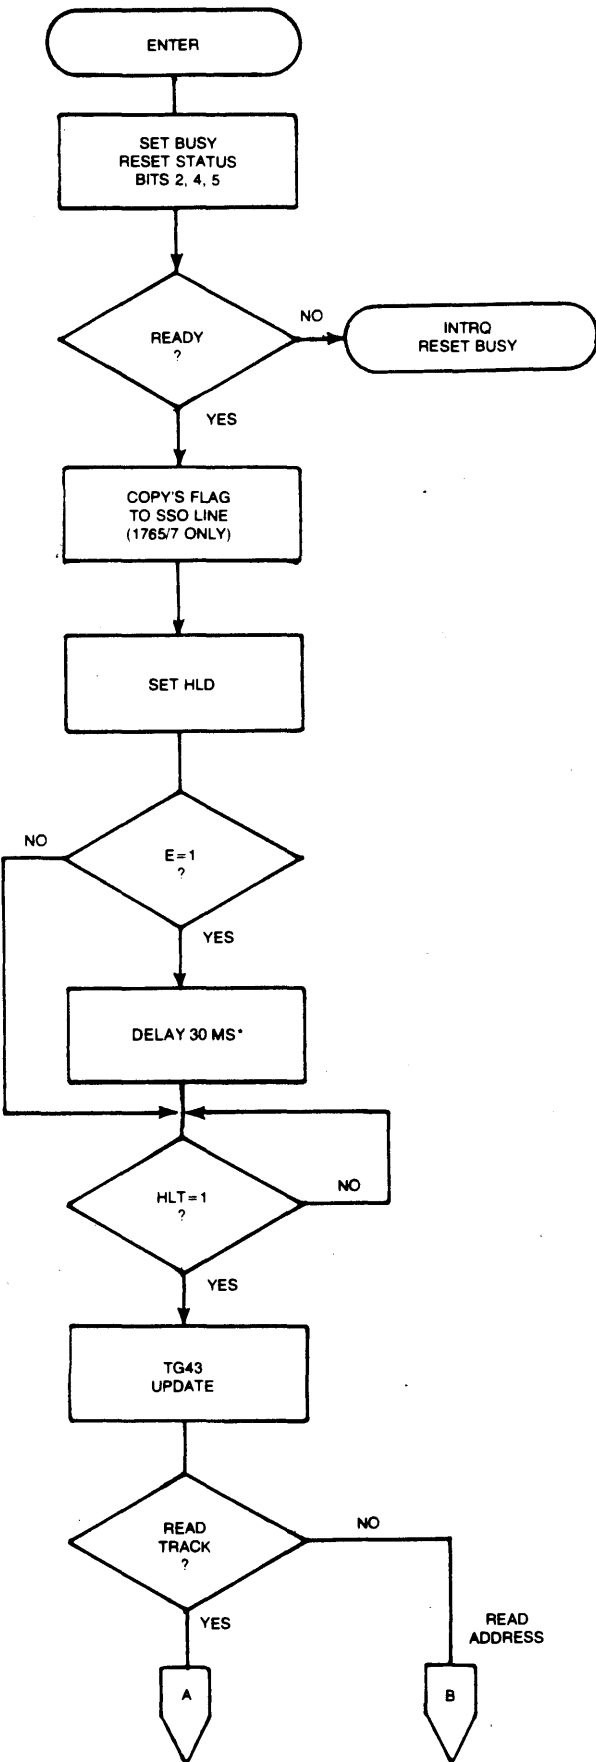 ENTER
SET BUSY
RESET STATUS
BITS 2, 4, 5
READY
?
NO
INTRQ
RESET BUSY
YES
COPY'S FLAG
TO SSO LINE
(1765/7 ONLY)
SET HLD
NO
E=1
?
YES
DELAY 30 MS*
HLT=1
?
NO
YES
TG43
UPDATE
READ
TRACK
?
NO
YES
READ
ADDRESS
A
B